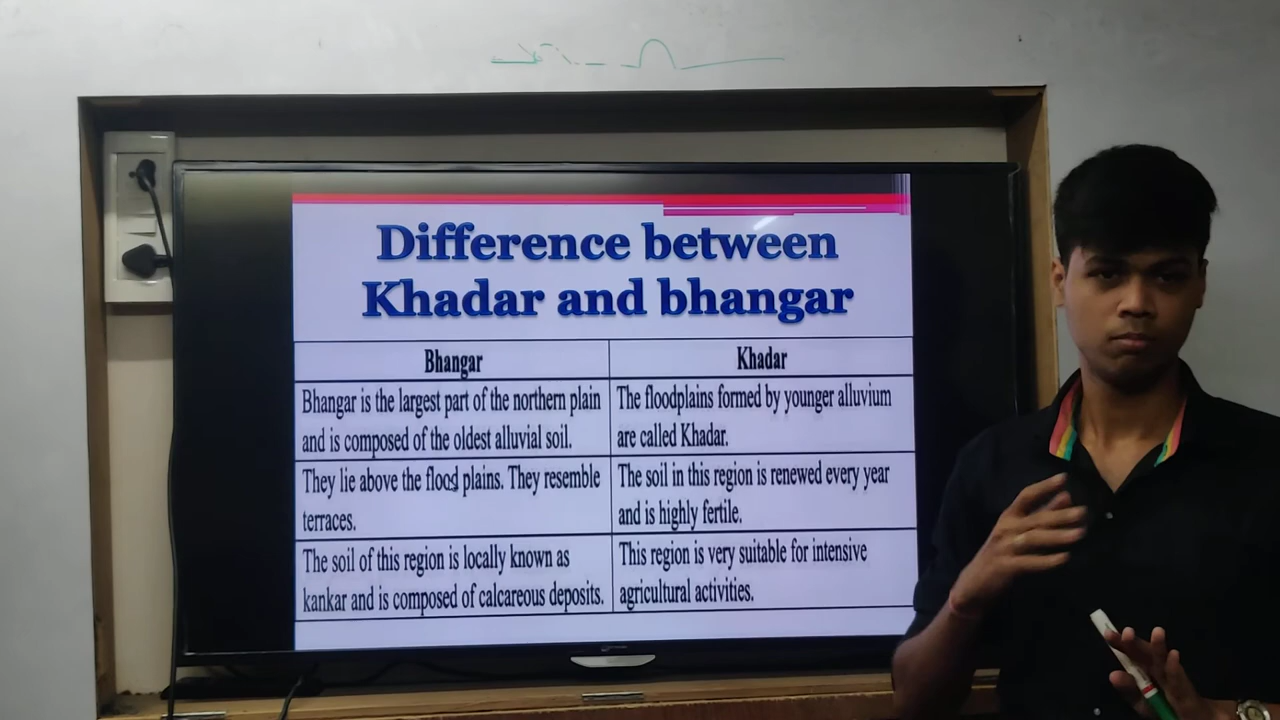 Difference between
Khadar and bhangar
Bhangar
Khadar
Bhangar is the largest part of the northern plain
and is composed of the oldest alluvial soil.
The floodplains formed by younger alluvium
are called Khadar.
They lie above the flood plains. They resemble
terraces.
The soil in this region is renewed every year
and is highly fertile.
The soil of this region is locally known as
kankar and is composed of calcareous deposits.
This region is very suitable for intensive
agricultural activities.